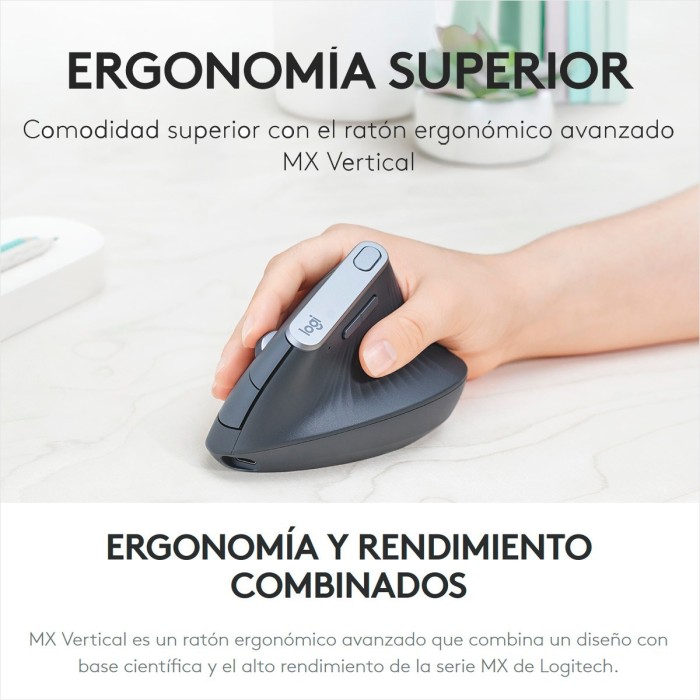 ERGONOMÍA SUPERIOR
Comodidad superior con el ratón ergonómico avanzado
MX Vertical
logi
ERGONOMÍA Y RENDIMIENTO
COMBINADOS
MX Vertical es un ratón ergonómico avanzado que combina un diseño con
base científica y el alto rendimiento de la serie MX de Logitech.